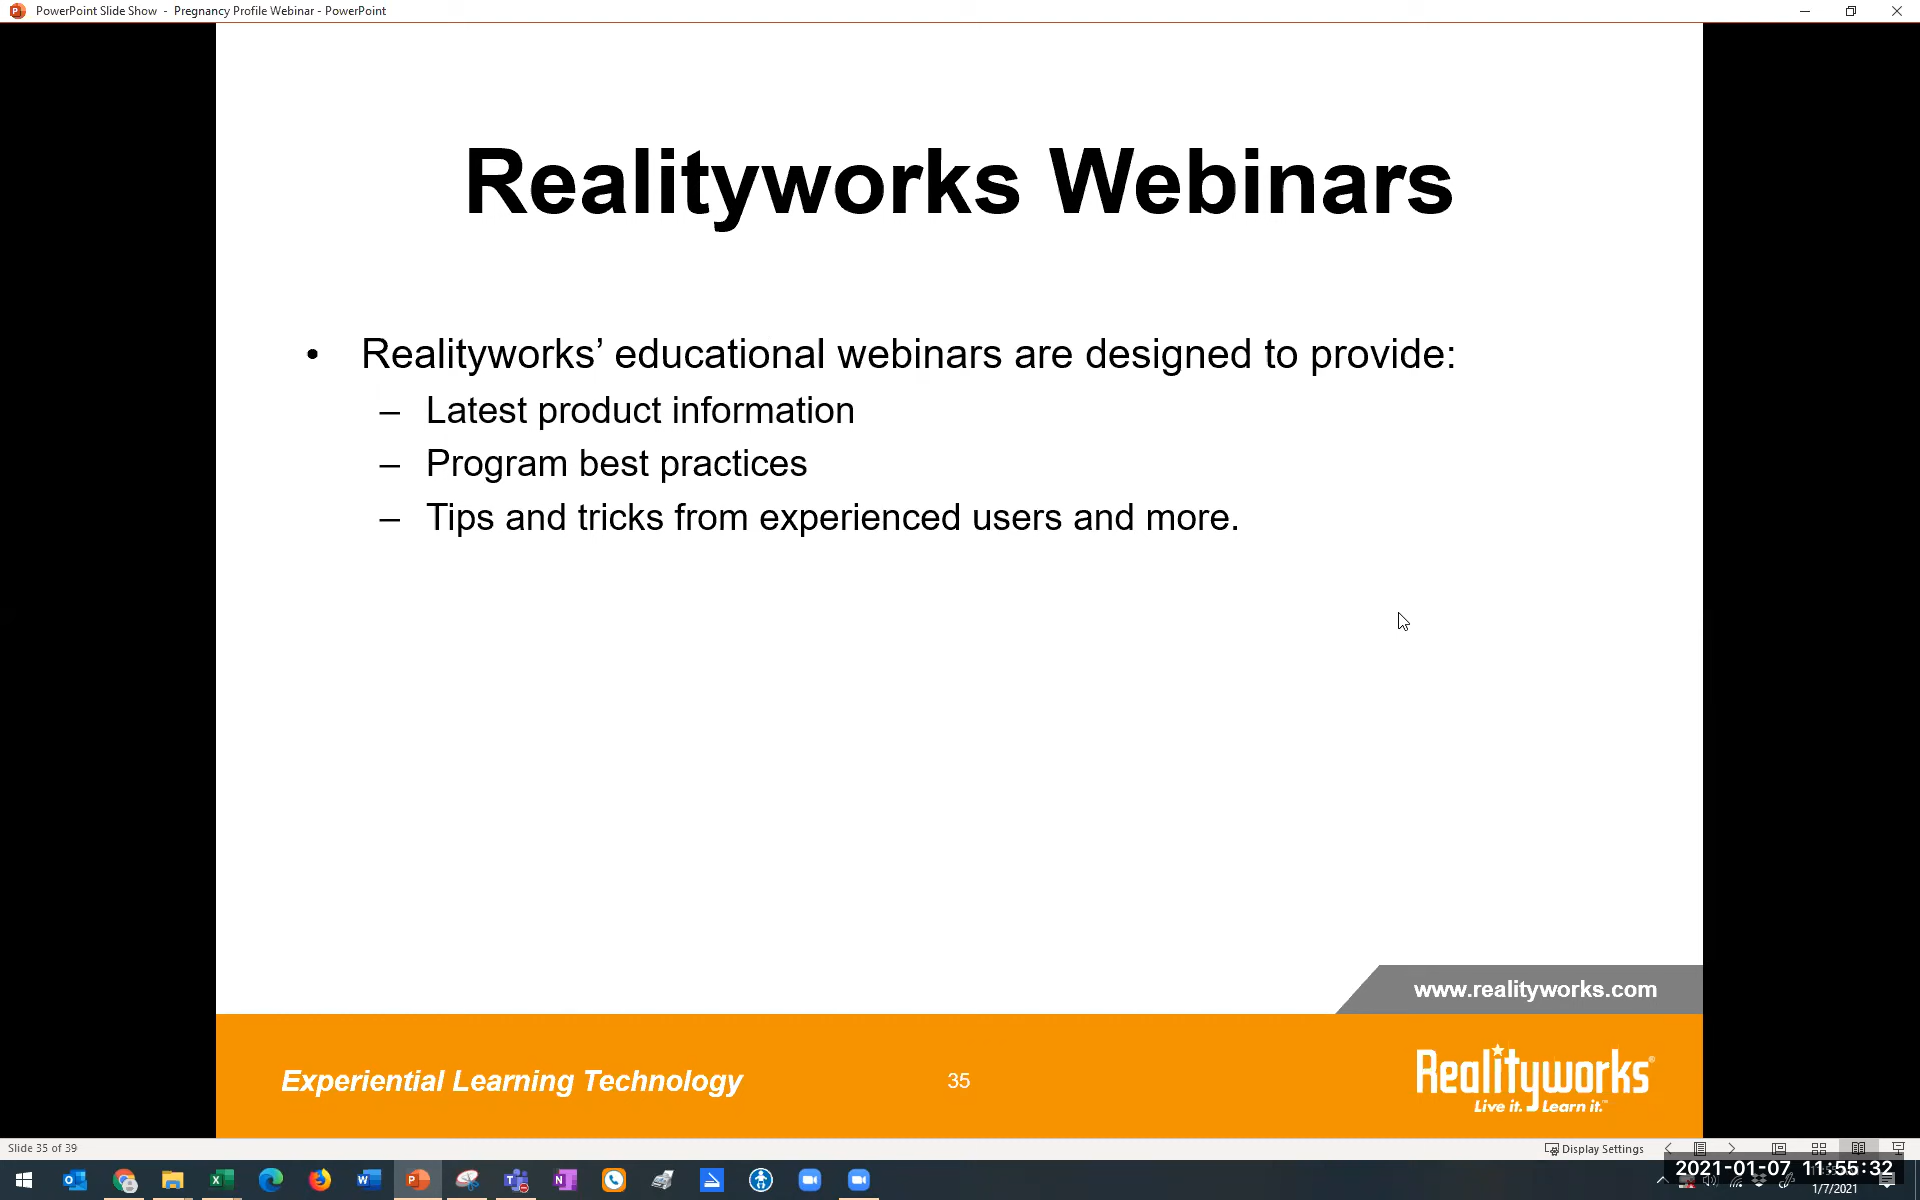 PowerPoint Slide Show - Pregnancy Profile Webinar - PowerPoint
Realityworks Webinars
• Realityworks’ educational webinars are designed to provide:
– Latest product information
– Program best practices
– Tips and tricks from experienced users and more.
www.realityworks.com
Experiential Learning Technology
35
Realityworks®
Live it. Learn it.™
Slide 35 of 39
Display Settings
2021-01-07 11:55:32
1/7/2021